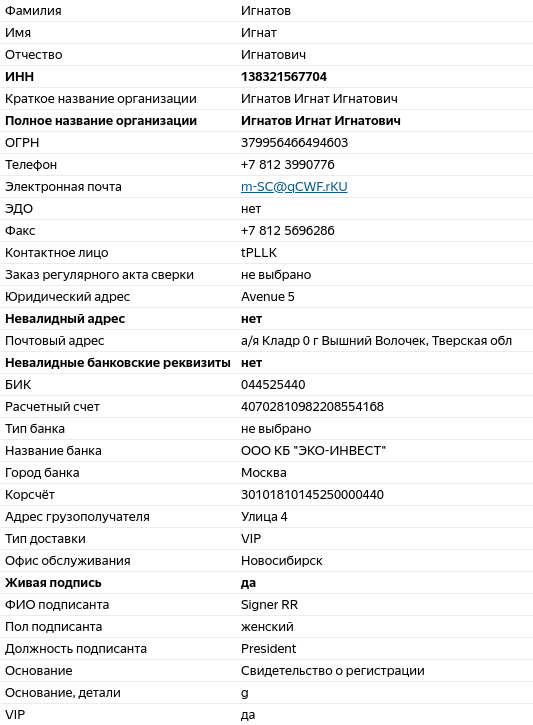 Фамилия Игнатов
Имя Игнат
Отчество Игнатович
ИНН 138321567704
Краткое название организации Игнатов Игнат Игнатович
Полное название организации Игнатов Игнат Игнатович
ОГРН 379956466494603
Телефон +7 812 3990776
Электронная почта m-SC@qCWF.rKU
ЭДО нет
Факс +7 812 5696286
Контактное лицо tPLLK
Заказ регулярного акта сверки не выбрано
Юридический адрес Avenue 5
Невалидный адрес нет
Почтовый адрес а/я Кладр 0 г Вышний Волочек, Тверская обл
Невалидные банковские реквизиты нет
БИК 044525440
Расчетный счет 40702810982208554168
Тип банка не выбрано
Название банка ООО КБ "ЭКО-ИНВЕСТ"
Город банка Москва
Корсчёт 30101810145250000440
Адрес грузополучателя Улица 4
Тип доставки VIP
Офис обслуживания Новосибирск
Живая подпись да
ФИО подписанта Signer RR
Пол подписанта женский
Должность подписанта President
Основание Свидетельство о регистрации
Основание, детали g
VIP да